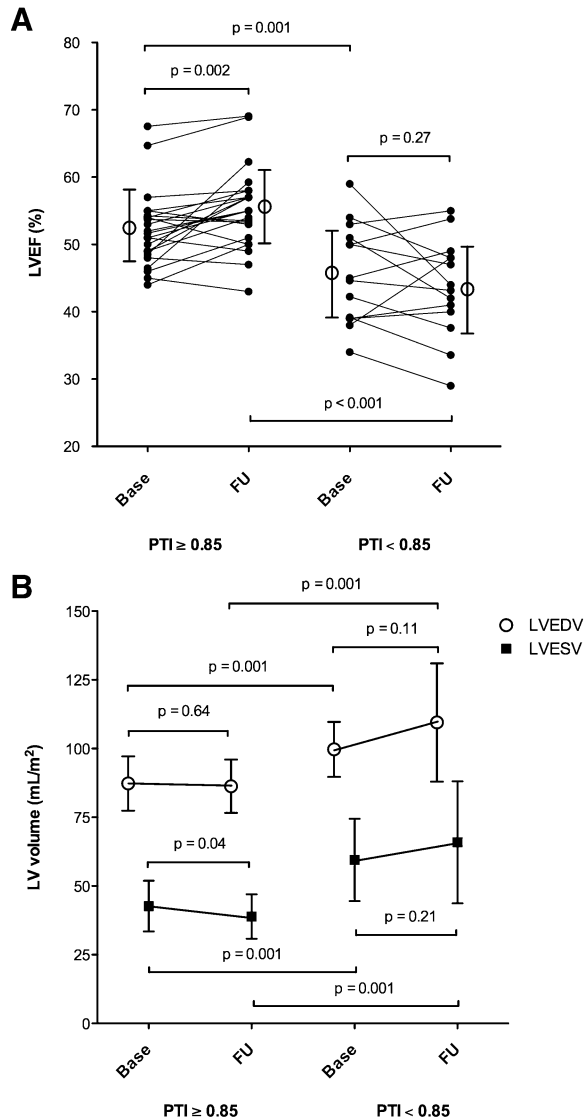 A
p = 0.001
p = 0.002
p = 0.27
p < 0.001
LVEF (%)
80
70
60
50
40
30
20
Base
FU
Base
FU
PTI ≥ 0.85
PTI < 0.85
B
p = 0.001
p = 0.11
p = 0.001
p = 0.64
p = 0.04
p = 0.21
p = 0.001
p = 0.001
LVEDV
LVESV
LV volume (mL/m²)
150
125
100
75
50
25
0
Base
FU
Base
FU
PTI ≥ 0.85
PTI < 0.85